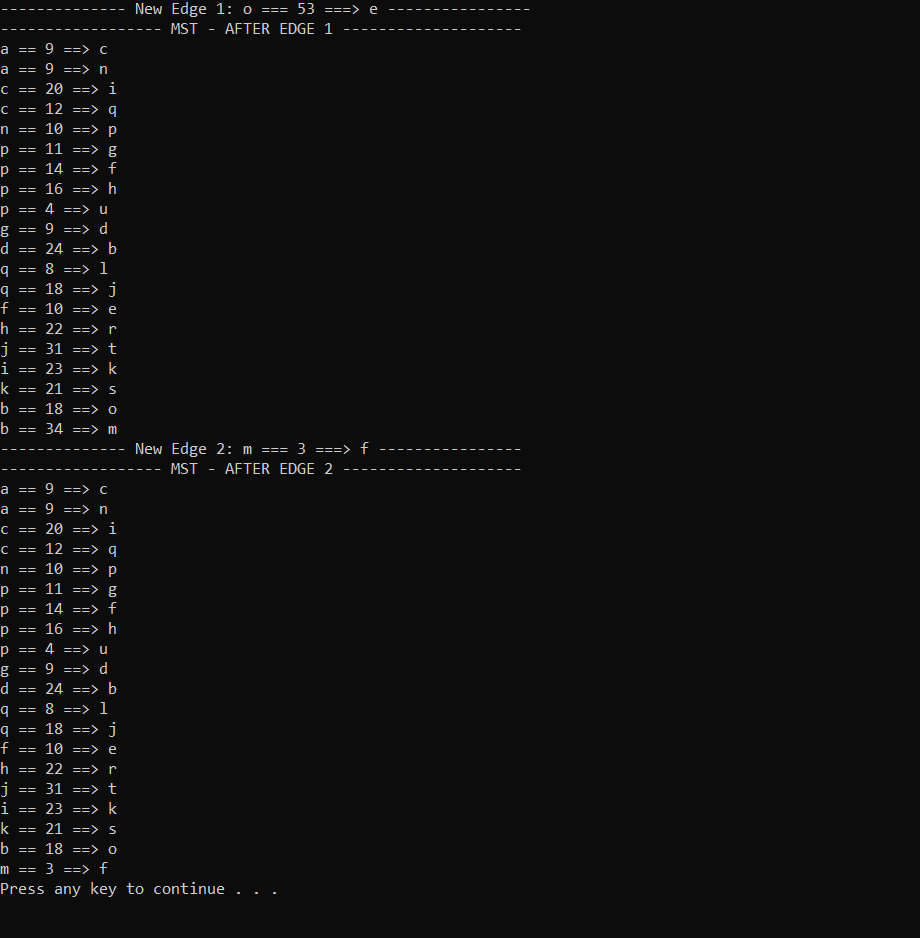 -------------- New Edge 1: o === 53 ===> e ----------------
------------------ MST - AFTER EDGE 1 --------------------
a == 9 ==> c
a == 9 ==> n
c == 20 ==> i
c == 12 ==> q
n == 10 ==> p
p == 11 ==> g
p == 14 ==> f
p == 16 ==> h
p == 4 ==> u
g == 9 ==> d
d == 24 ==> b
q == 8 ==> l
q == 18 ==> j
f == 10 ==> e
h == 22 ==> r
j == 31 ==> t
i == 23 ==> k
k == 21 ==> s
b == 18 ==> o
b == 34 ==> m
-------------- New Edge 2: m === 3 ===> f ----------------
------------------ MST - AFTER EDGE 2 --------------------
a == 9 ==> c
a == 9 ==> n
c == 20 ==> i
c == 12 ==> q
n == 10 ==> p
p == 11 ==> g
p == 14 ==> f
p == 16 ==> h
p == 4 ==> u
g == 9 ==> d
d == 24 ==> b
q == 8 ==> l
q == 18 ==> j
f == 10 ==> e
h == 22 ==> r
j == 31 ==> t
i == 23 ==> k
k == 21 ==> s
b == 18 ==> o
m == 3 ==> f
Press any key to continue . . .